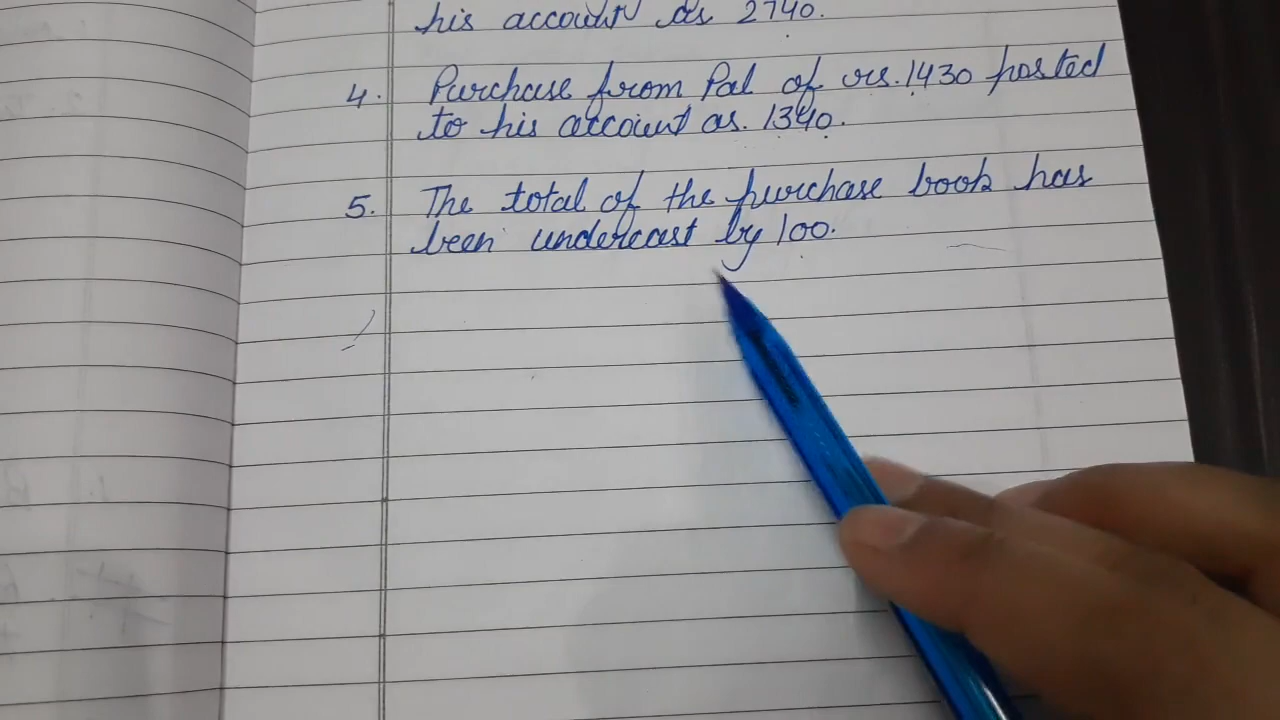 his account as 2740.
4. Purchase from Pal of rs. 1430 posted
to his account as. 1340.
5. The total of the purchase book has
been undercast by 100.